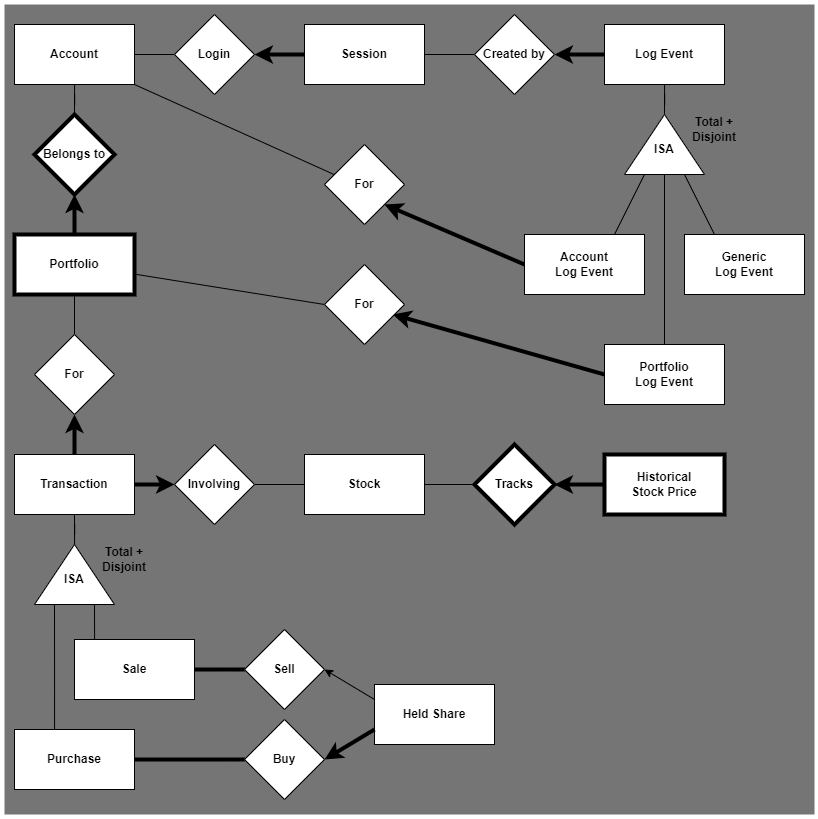 Account
Login
Session
Created by
Log Event
Total +
Disjoint
ISA
Belongs to
For
Portfolio
Account
Log Event
Generic
Log Event
For
For
Portfolio
Log Event
Transaction
Involving
Stock
Tracks
Historical
Stock Price
Total +
Disjoint
ISA
Sale
Sell
Held Share
Purchase
Buy